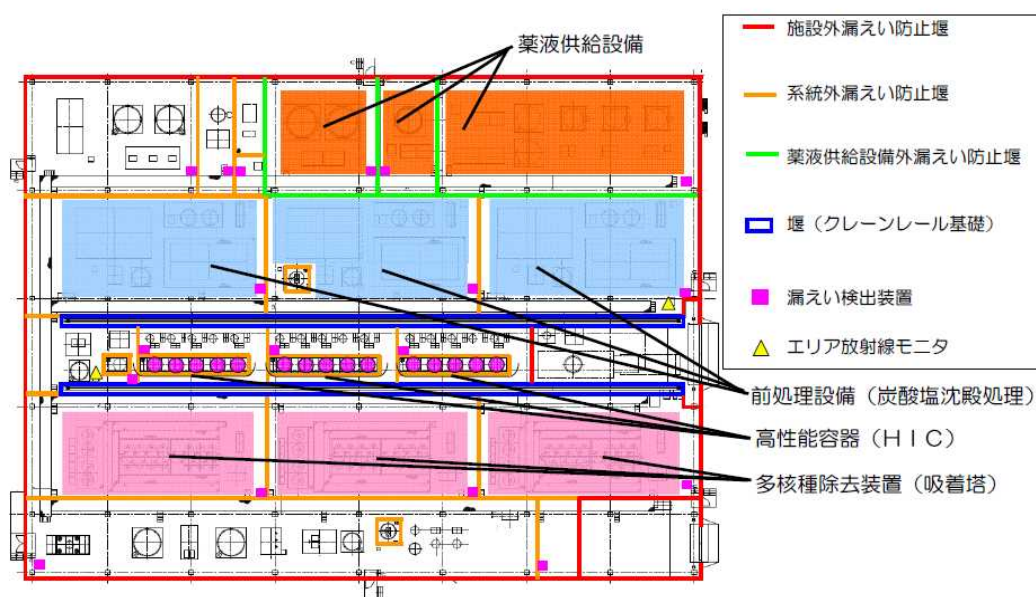 薬液供給設備
施設外漏えい防止堰
系統外漏えい防止堰
薬液供給設備外漏えい防止堰
堰（クレーンレール基礎）
漏えい検出装置
エリア放射線モニタ
前処理設備（炭酸塩沈殿処理）
高性能容器（ＨＩＣ）
多核種除去装置（吸着塔）